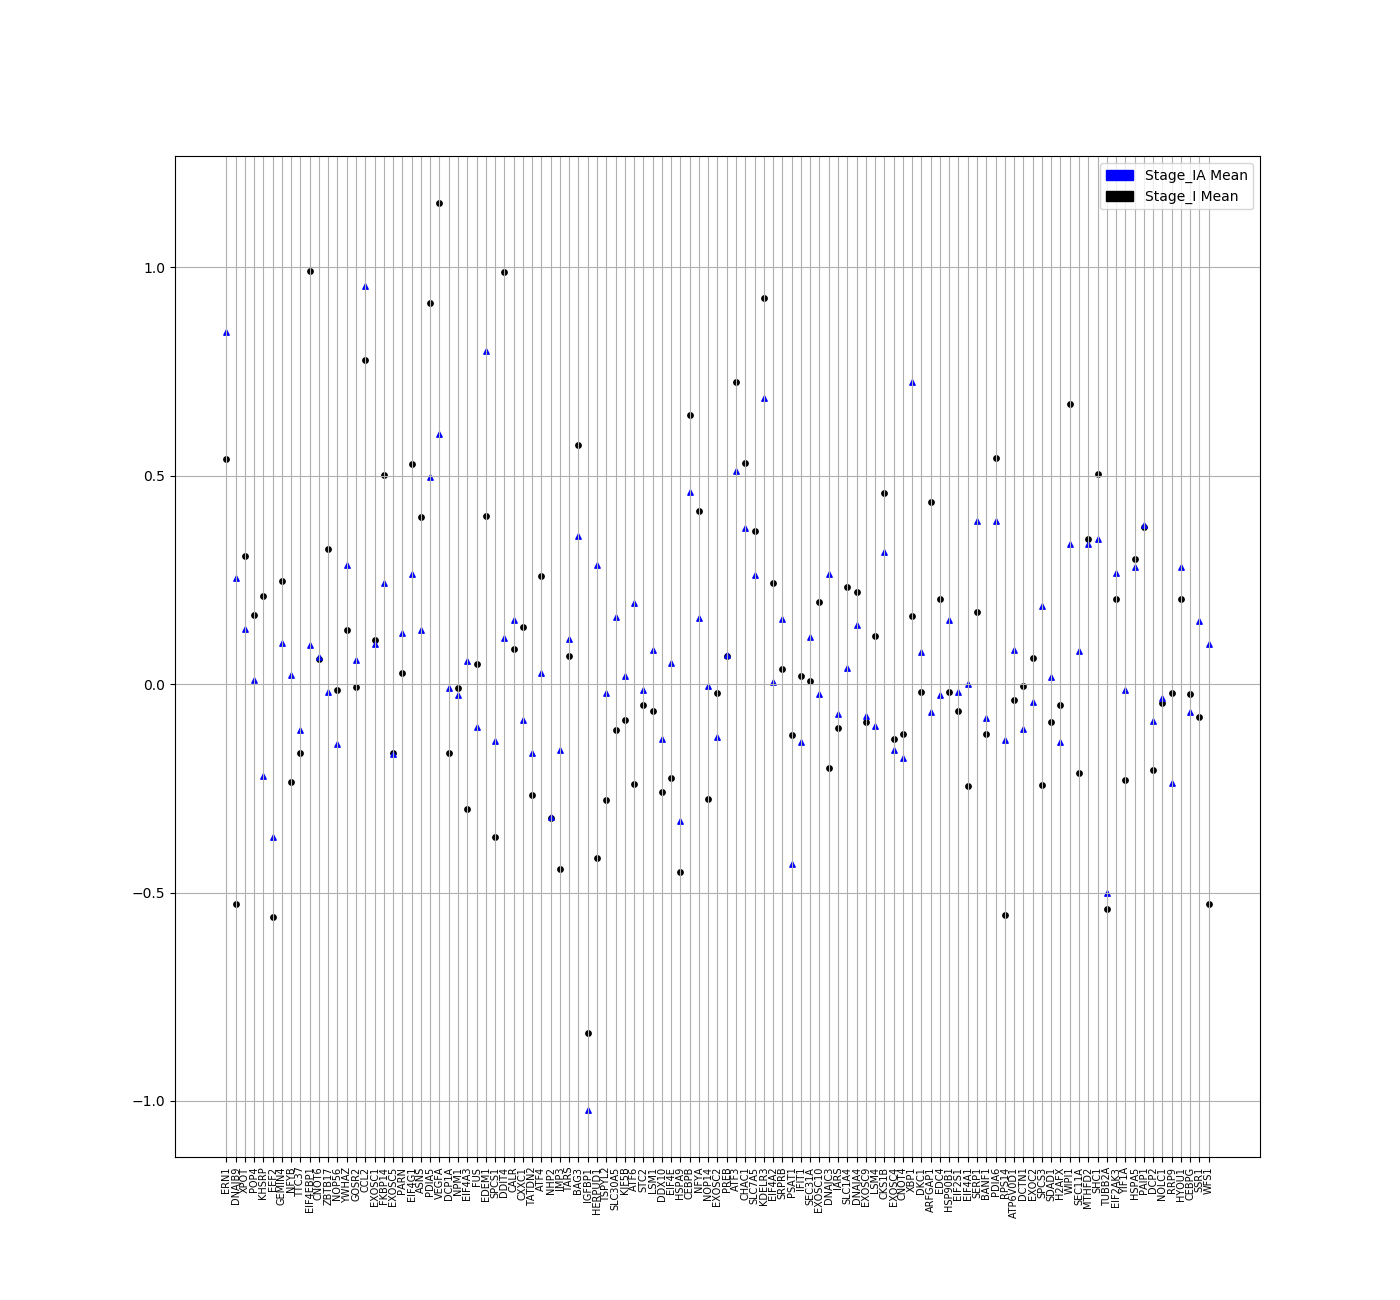 Stage_IA Mean
Stage_I Mean
1.0
0.5
0.0
−0.5
−1.0
ERN1
DNAJB9
XPOT
POP4
KHSRP
EEF2
GEMIN4
NFYB
TTC37
EIF4EBP1
CNOT6
ZBTB17
NOP56
YWHAZ
GOSR2
CCL2
EXOSC1
FKBP14
EXOSC5
PARN
EIF4G1
ASNS
PDIA5
VEGFA
DCP1A
NPM1
EIF4A3
FUS
EDEM1
TSPYL2
DDIT4
CALR
CXXC1
TATDN2
ATF4
NHP2
IMP3
TARS
BAG3
IGFBP1
HERPUD1
SLC30A5
KIF5B
ATF6
STC2
LSM1
DDX10
EIF4E
HSPA9
CEBPB
NFYA
NOP14
EXOSC2
PREB
ATF3
CHAC1
SLC7A5
KDELR3
EIF4A2
SRPRB
PSAT1
IFIT1
SEC31A
EXOSC10
DNAJC3
IARS
SLC1A4
DNAJA4
EXOSC9
LSM4
CKS1B
EXOSC4
CNOT4
XBP1
DKC1
ARFGAP1
EDC4
HSP90B1
EIF2S1
EIF4A1
SERP1
BANF1
PDIA6
RPS14
ATP6V0D1
DCTN1
EXOC2
SPCS3
SDAD1
H2AFX
WIPI1
SEC11A
MTHFD2
SHC1
TUBB2A
EIF2AK3
YIF1A
HSPA5
PAIP1
DCP2
NOLC1
RRP9
HYOU1
CEBPG
SSR1
WFS1